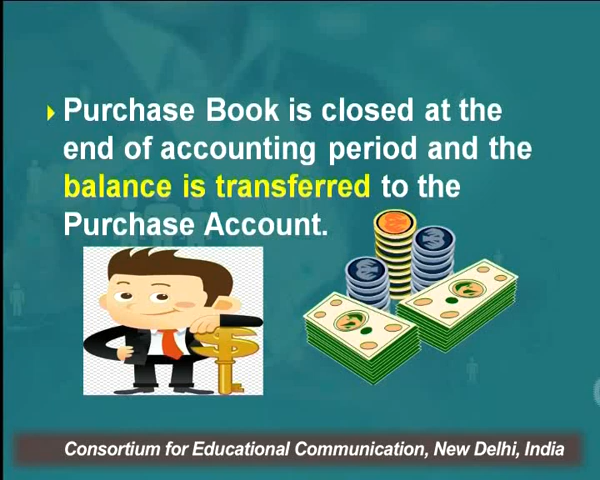 Purchase Book is closed at the
end of accounting period and the
balance is transferred to the
Purchase Account.
Consortium for Educational Communication, New Delhi, India